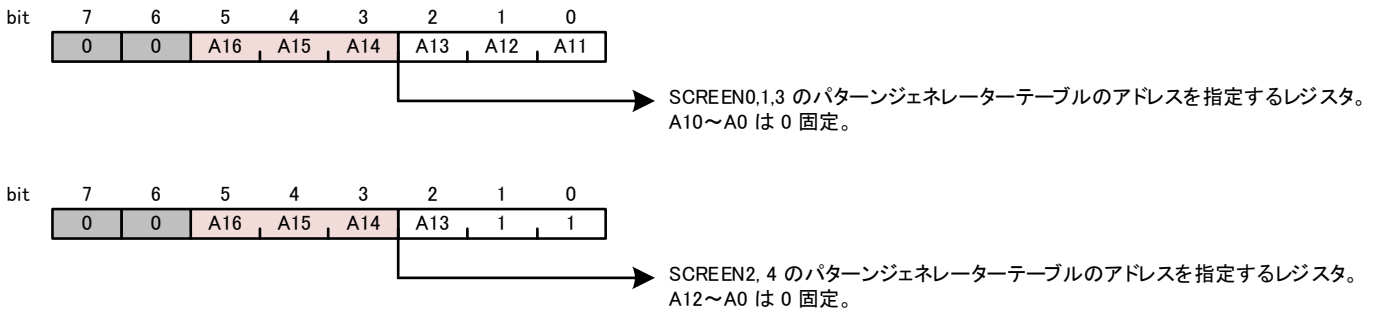 bit 7 6 5 4 3 2 1 0
0 0 A16 A15 A14 A13 A12 A11
SCREEN0,1,3 のパターンジェネレーターテーブルのアドレスを指定するレジスタ。
A10～A0 は 0 固定。
bit 7 6 5 4 3 2 1 0
0 0 A16 A15 A14 A13 1 1
SCREEN2, 4 のパターンジェネレーターテーブルのアドレスを指定するレジスタ。
A12～A0 は 0 固定。